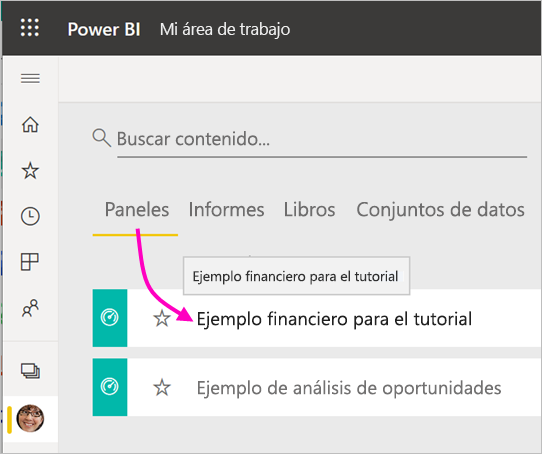 Power BI Mi área de trabajo
Buscar contenido...
Paneles Informes Libros Conjuntos de datos
Ejemplo financiero para el tutorial
Ejemplo financiero para el tutorial
Ejemplo de análisis de oportunidades